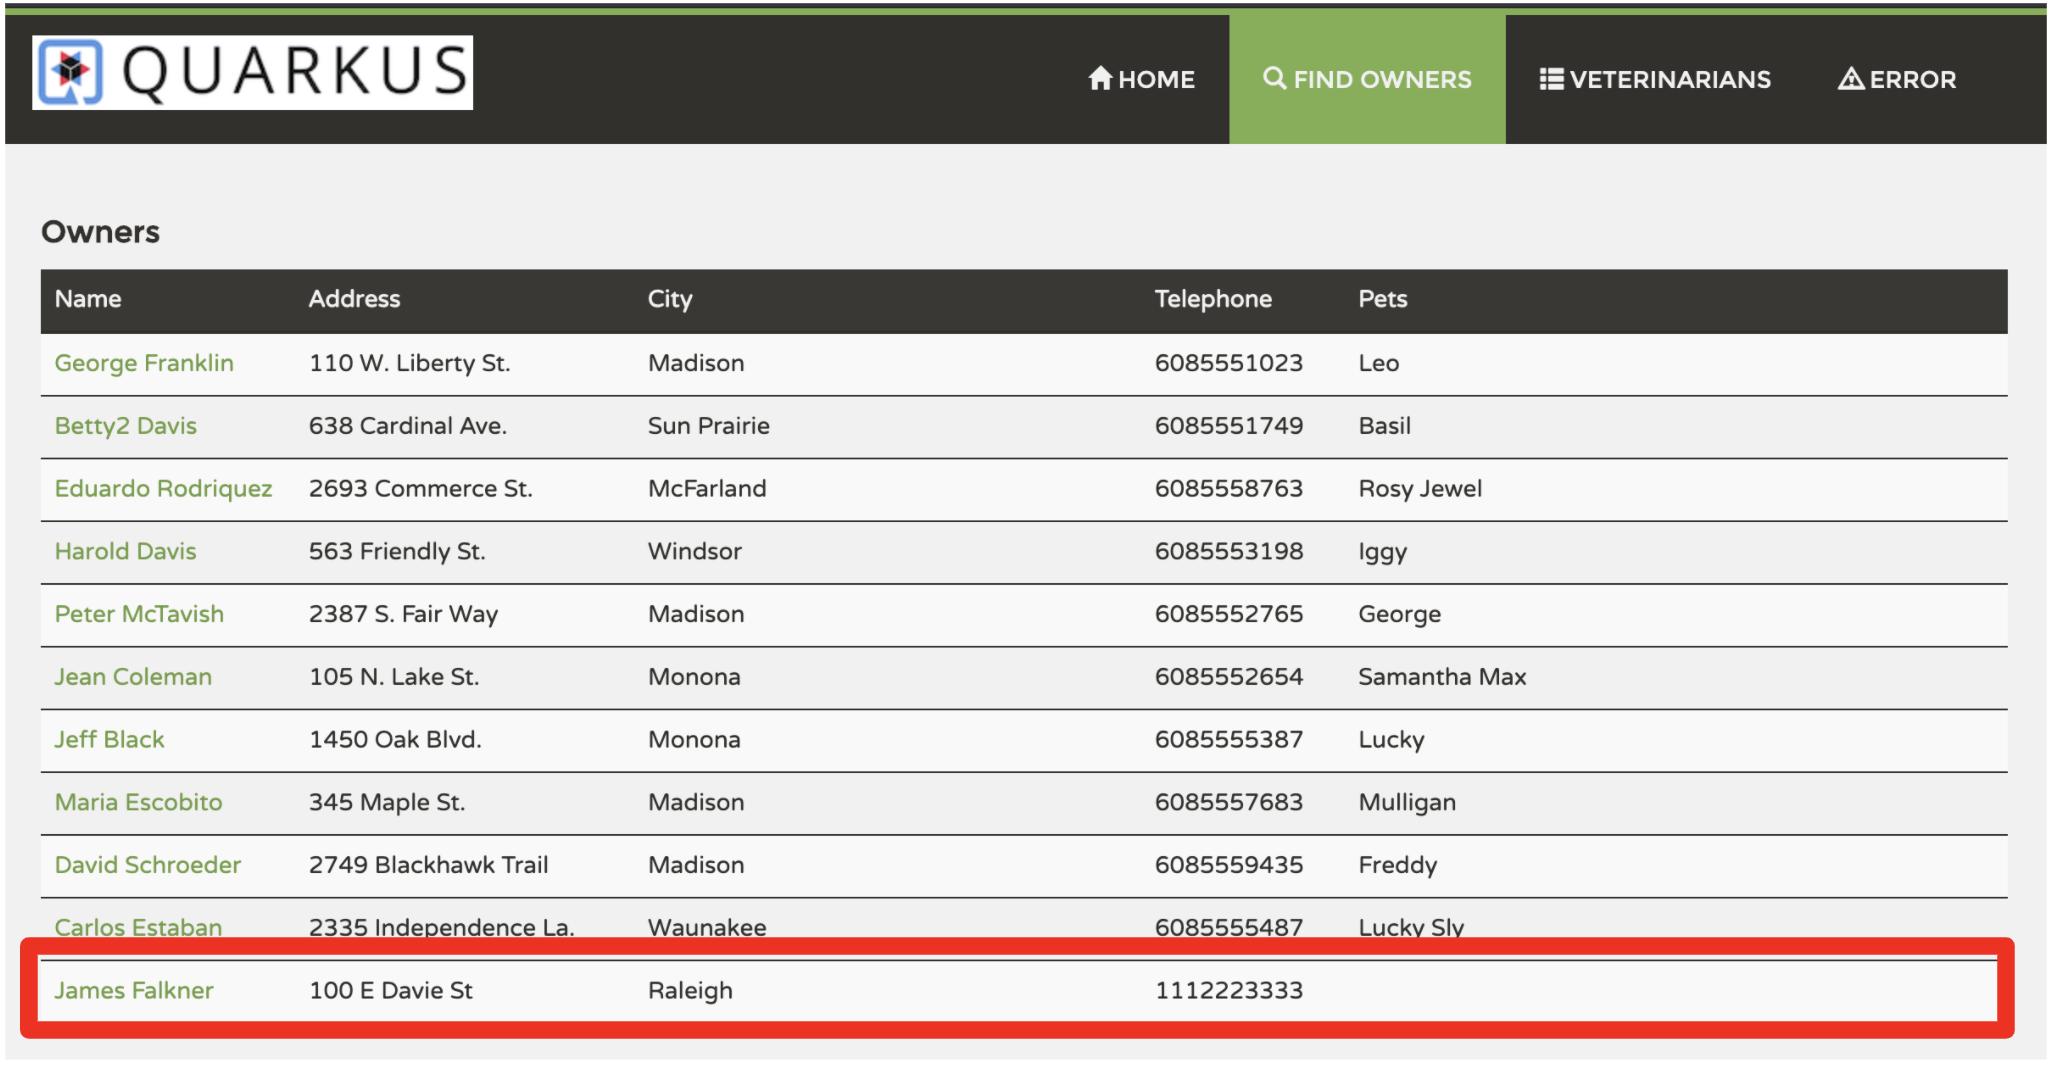 QUARKUS HOME FIND OWNERS VETERINARIANS ERROR
Owners
Name Address City Telephone Pets
George Franklin 110 W. Liberty St. Madison 6085551023 Leo
Betty2 Davis 638 Cardinal Ave. Sun Prairie 6085551749 Basil
Eduardo Rodriquez 2693 Commerce St. McFarland 6085558763 Rosy Jewel
Harold Davis 563 Friendly St. Windsor 6085553198 Iggy
Peter McTavish 2387 S. Fair Way Madison 6085552765 George
Jean Coleman 105 N. Lake St. Monona 6085552654 Samantha Max
Jeff Black 1450 Oak Blvd. Monona 6085555387 Lucky
Maria Escobito 345 Maple St. Madison 6085557683 Mulligan
David Schroeder 2749 Blackhawk Trail Madison 6085559435 Freddy
Carlos Estaban 2335 Independence La. Waunakee 6085555487 Lucky Sly
James Falkner 100 E Davie St Raleigh 1112223333